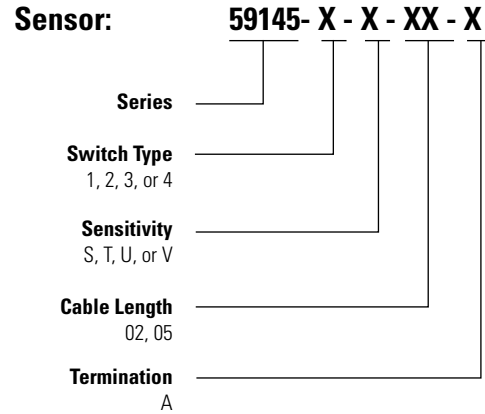 Sensor: 59145- X - X - XX - X
Series
Switch Type
1, 2, 3, or 4
Sensitivity
S, T, U, or V
Cable Length
02, 05
Termination
A